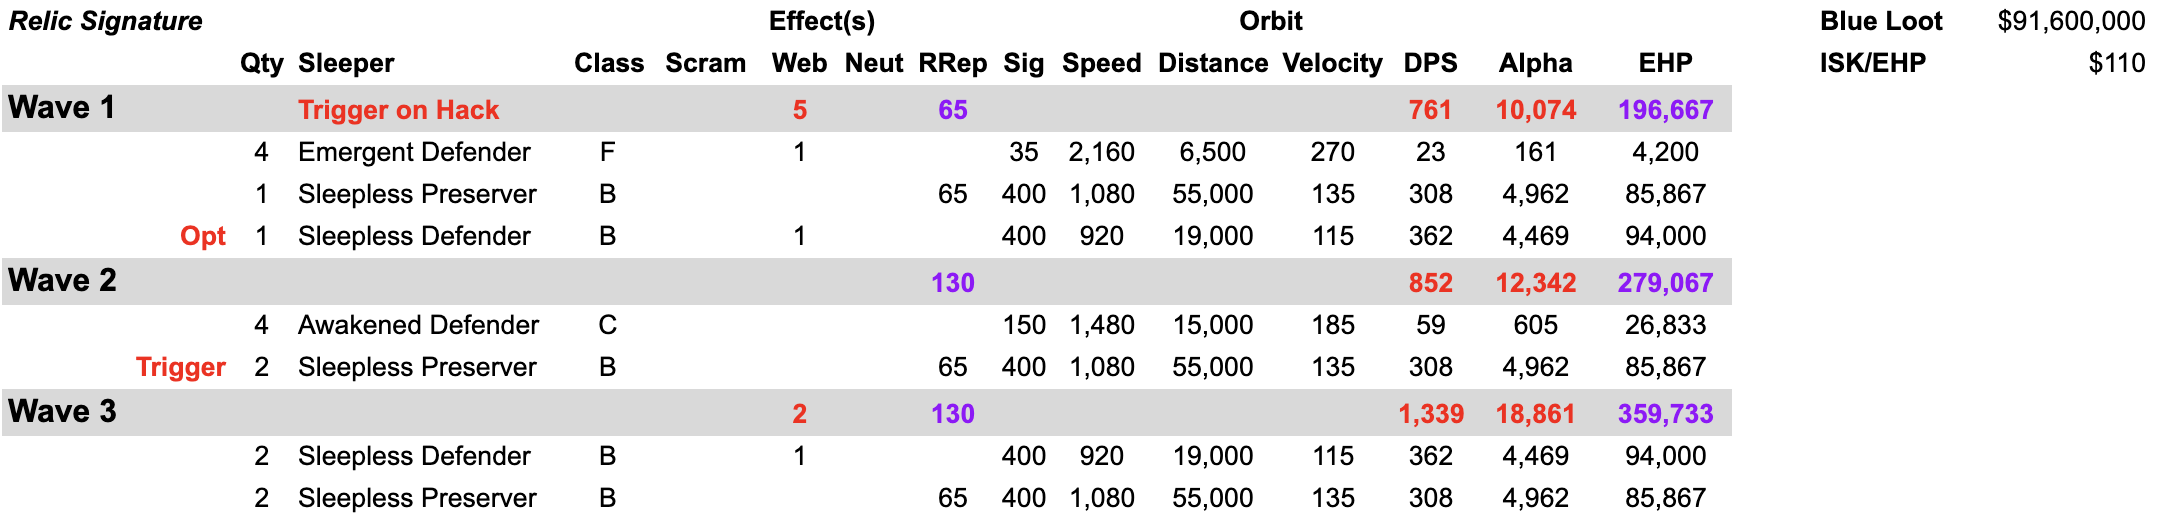 Relic Signature Effect(s) Orbit Blue Loot $91,600,000
Qty Sleeper Class Scram Web Neut RRep Sig Speed Distance Velocity DPS Alpha EHP ISK/EHP $110
Wave 1 Trigger on Hack 5 65 761 10,074 196,667
4 Emergent Defender F 1 35 2,160 6,500 270 23 161 4,200
1 Sleepless Preserver B 65 400 1,080 55,000 135 308 4,962 85,867
Opt 1 Sleepless Defender B 1 400 920 19,000 115 362 4,469 94,000
Wave 2 130 852 12,342 279,067
4 Awakened Defender C 150 1,480 15,000 185 59 605 26,833
Trigger 2 Sleepless Preserver B 65 400 1,080 55,000 135 308 4,962 85,867
Wave 3 2 130 1,339 18,861 359,733
2 Sleepless Defender B 1 400 920 19,000 115 362 4,469 94,000
2 Sleepless Preserver B 65 400 1,080 55,000 135 308 4,962 85,867